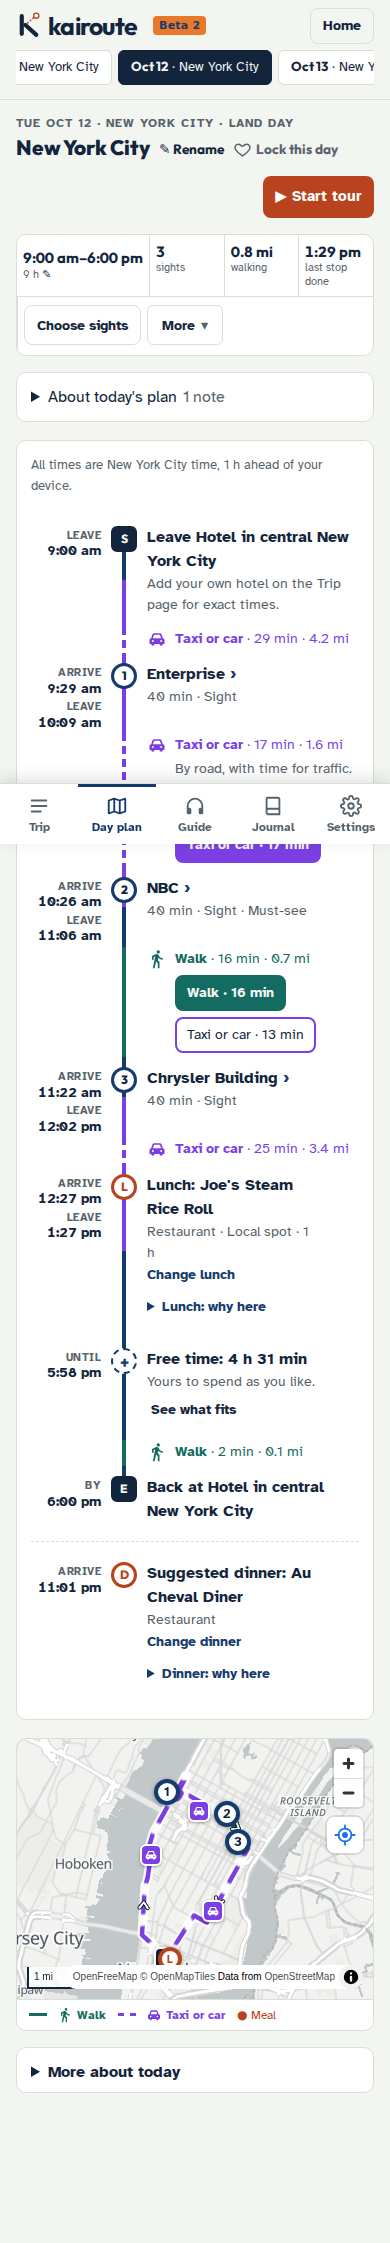 kairoute Beta 2 Home
New York City Oct 12 · New York City Oct 13 · New Y
TUE OCT 12 · NEW YORK CITY · LAND DAY
New York City ✎ Rename Lock this day
▶ Start tour
9:00 am–6:00 pm 3 0.8 mi 1:29 pm
9 h ✎ sights walking last stop
done
Choose sights More ▼
▶ About today's plan 1 note
All times are New York City time, 1 h ahead of your
device.
LEAVE
9:00 am
S
Leave Hotel in central New
York City
Add your own hotel on the Trip
page for exact times.
Taxi or car · 29 min · 4.2 mi
ARRIVE
9:29 am
LEAVE
10:09 am
1
Enterprise ›
40 min · Sight
Taxi or car · 17 min · 1.6 mi
By road, with time for traffic.
Trip Day plan Guide Journal Settings
Taxi or car · 17 min
ARRIVE
10:26 am
LEAVE
11:06 am
2
NBC ›
40 min · Sight · Must-see
Walk · 16 min · 0.7 mi
Walk · 16 min
Taxi or car · 13 min
ARRIVE
11:22 am
LEAVE
12:02 pm
3
Chrysler Building ›
40 min · Sight
Taxi or car · 25 min · 3.4 mi
ARRIVE
12:27 pm
LEAVE
1:27 pm
L
Lunch: Joe's Steam
Rice Roll
Restaurant · Local spot · 1
h
Change lunch
▶ Lunch: why here
UNTIL
5:58 pm
+
Free time: 4 h 31 min
Yours to spend as you like.
See what fits
Walk · 2 min · 0.1 mi
BY
6:00 pm
E
Back at Hotel in central
New York City
ARRIVE
11:01 pm
D
Suggested dinner: Au
Cheval Diner
Restaurant
Change dinner
▶ Dinner: why here
+
−
1
2
3
ROOSEVELT
ISLAND
Hoboken
rsey City
L
1 mi OpenFreeMap © OpenMapTiles Data from OpenStreetMap
ipaw
Walk Taxi or car Meal
▶ More about today